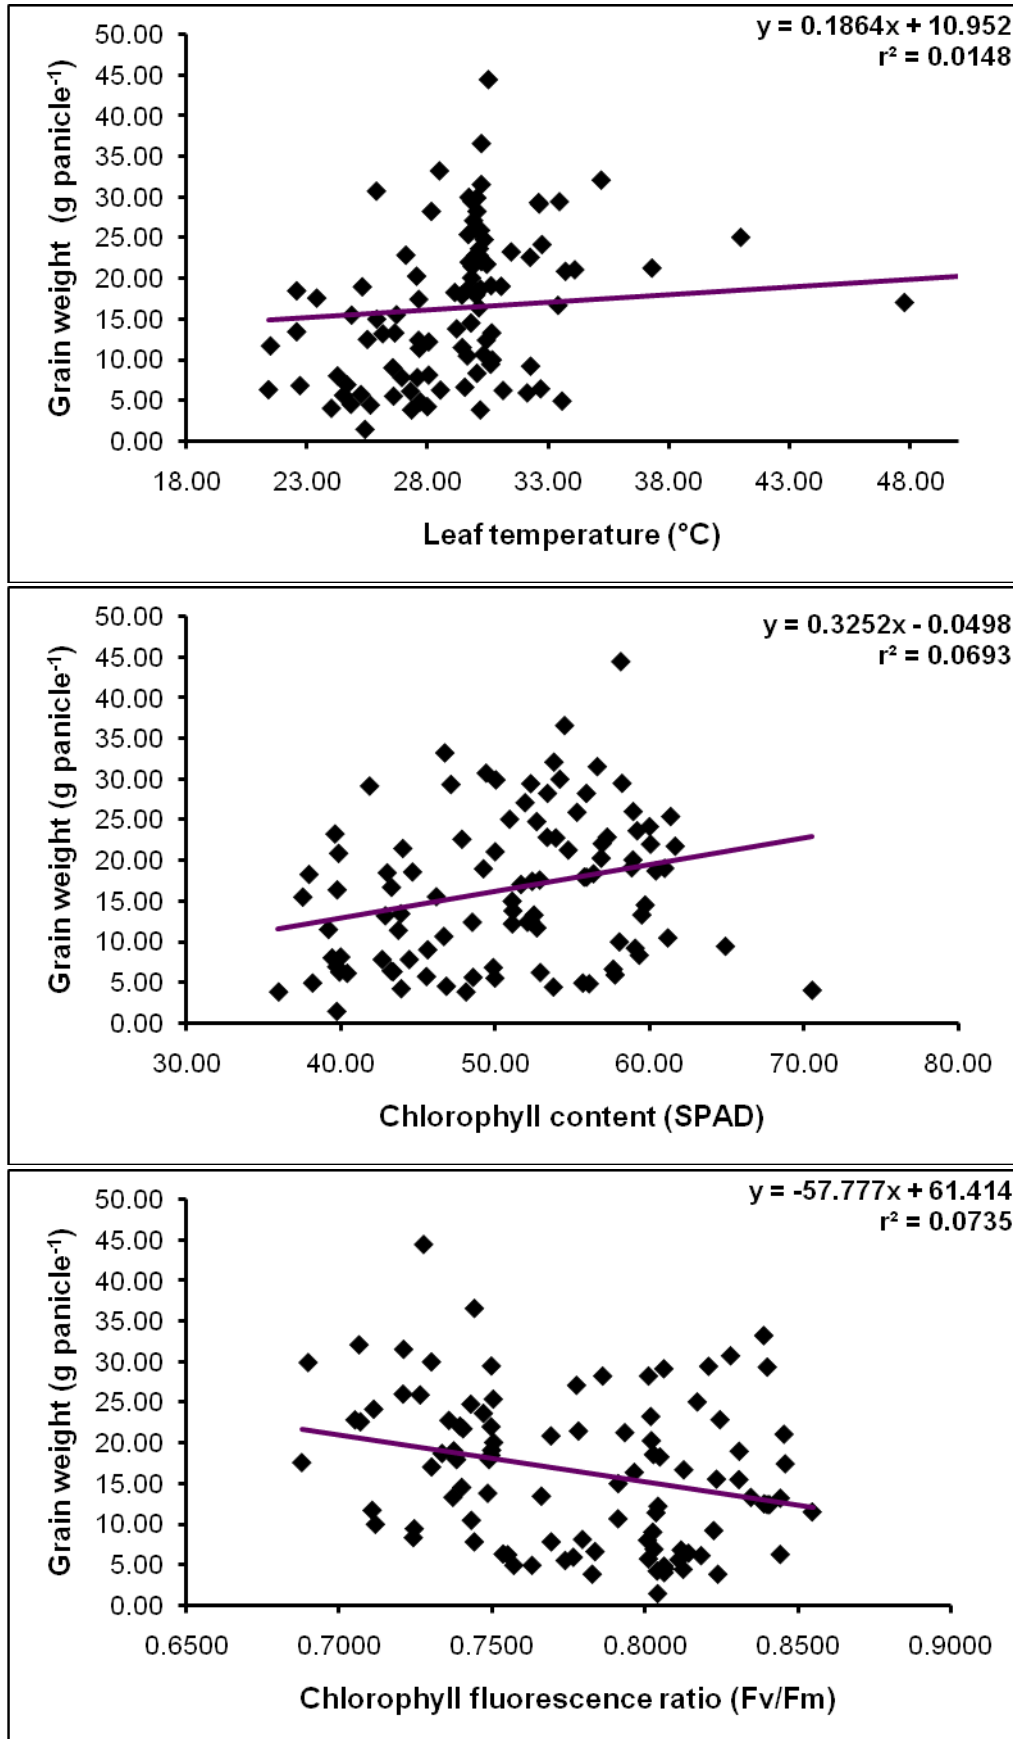 y = 0.1864x + 10.952
r² = 0.0148
50.00
45.00
40.00
35.00
30.00
25.00
20.00
15.00
10.00
5.00
0.00
Grain weight (g panicle⁻¹)
18.00 23.00 28.00 33.00 38.00 43.00 48.00
Leaf temperature (°C)
y = 0.3252x - 0.0498
r² = 0.0693
50.00
45.00
40.00
35.00
30.00
25.00
20.00
15.00
10.00
5.00
0.00
Grain weight (g panicle⁻¹)
30.00 40.00 50.00 60.00 70.00 80.00
Chlorophyll content (SPAD)
y = -57.777x + 61.414
r² = 0.0735
50.00
45.00
40.00
35.00
30.00
25.00
20.00
15.00
10.00
5.00
0.00
Grain weight (g panicle⁻¹)
0.6500 0.7000 0.7500 0.8000 0.8500 0.9000
Chlorophyll fluorescence ratio (Fv/Fm)